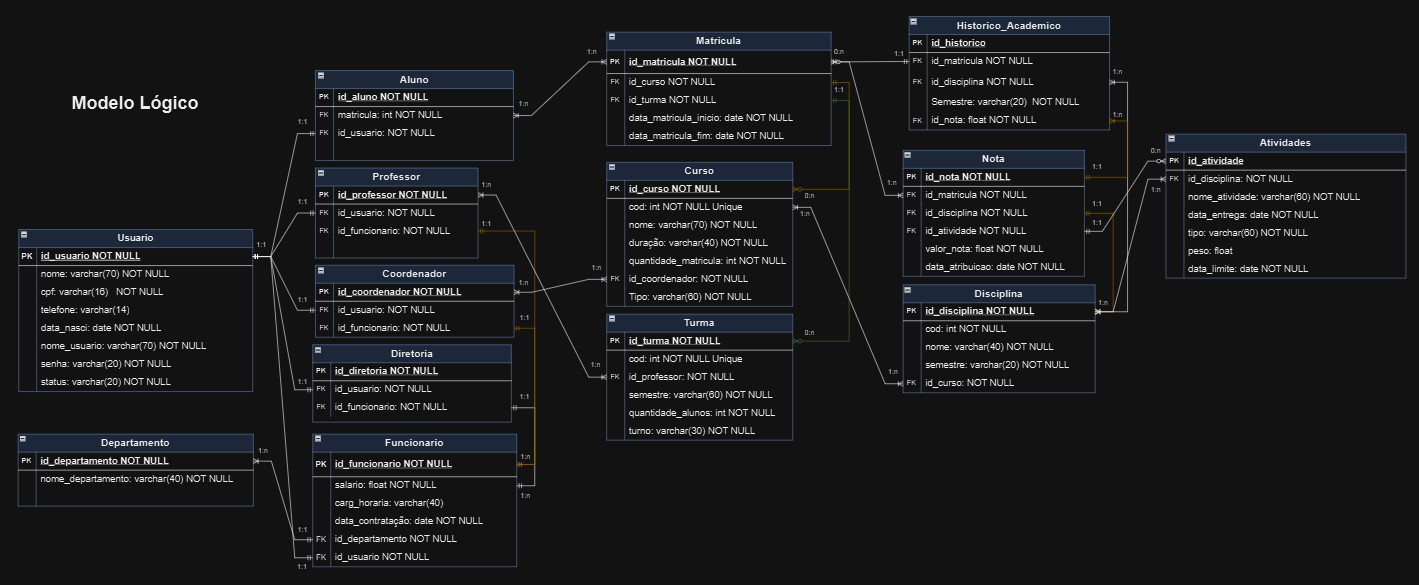 Modelo Lógico
Usuario
PK id_usuario NOT NULL
nome: varchar(70) NOT NULL
cpf: varchar(16) NOT NULL
telefone: varchar(14)
data_nasci: date NOT NULL
nome_usuario: varchar(70) NOT NULL
senha: varchar(20) NOT NULL
status: varchar(20) NOT NULL
1:1
Departamento
PK id_departamento NOT NULL
nome_departamento: varchar(40) NOT NULL
1:n
Aluno
PK id_aluno NOT NULL
FK matricula: int NOT NULL
FK id_usuario: NOT NULL
1:1
1:n
Professor
PK id_professor NOT NULL
FK id_usuario: NOT NULL
FK id_funcionario: NOT NULL
1:1
1:n
1:1
Coordenador
PK id_coordenador NOT NULL
FK id_usuario: NOT NULL
FK id_funcionario: NOT NULL
1:1
1:n
1:1
Diretoria
PK id_diretoria NOT NULL
FK id_usuario: NOT NULL
FK id_funcionario: NOT NULL
1:1
1:1
Funcionario
PK id_funcionario NOT NULL
salario: float NOT NULL
carg_horaria: varchar(40)
data_contratação: date NOT NULL
FK id_departamento NOT NULL
FK id_usuario NOT NULL
1:n
1:n
1:1
1:1
Matricula
PK id_matricula NOT NULL
FK id_curso NOT NULL
FK id_turma NOT NULL
data_matricula_inicio: date NOT NULL
data_matricula_fim: date NOT NULL
1:n
0:n
1:1
Curso
PK id_curso NOT NULL
cod: int NOT NULL Unique
nome: varchar(70) NOT NULL
duração: varchar(40) NOT NULL
quantidade_matricula: int NOT NULL
FK id_coordenador: NOT NULL
Tipo: varchar(60) NOT NULL
1:n
0:n
1:n
Turma
PK id_turma NOT NULL
cod: int NOT NULL Unique
FK id_professor: NOT NULL
semestre: varchar(60) NOT NULL
quantidade_alunos: int NOT NULL
turno: varchar(30) NOT NULL
0:n
1:n
Historico_Academico
PK id_historico
FK id_matricula NOT NULL
FK id_disciplina NOT NULL
Semestre: varchar(20) NOT NULL
FK id_nota: float NOT NULL
1:1
1:n
1:n
Nota
PK id_nota NOT NULL
FK id_matricula NOT NULL
FK id_disciplina NOT NULL
FK id_atividade NOT NULL
valor_nota: float NOT NULL
data_atribuicao: date NOT NULL
1:n
1:1
1:1
1:1
Disciplina
PK id_disciplina NOT NULL
cod: int NOT NULL
nome: varchar(40) NOT NULL
semestre: varchar(20) NOT NULL
FK id_curso: NOT NULL
1:n
1:n
Atividades
PK id_atividade
FK id_disciplina: NOT NULL
nome_atividade: varchar(60) NOT NULL
data_entrega: date NOT NULL
tipo: varchar(60) NOT NULL
peso: float
data_limite: date NOT NULL
0:n
1:n